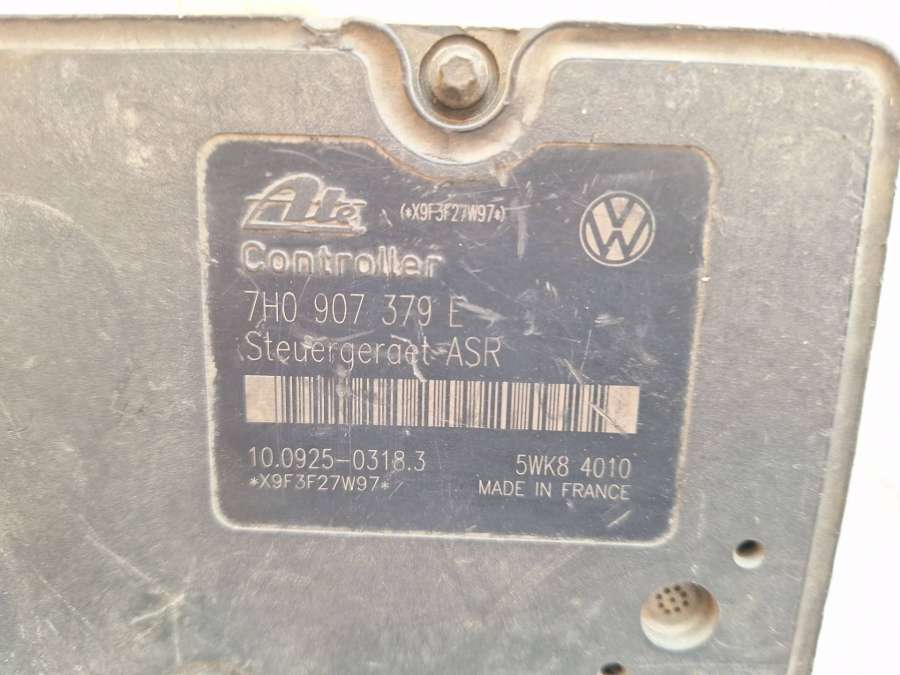 Ate (*X9F3F27W97*)
Controller
7H0 907 379 E
Steuergeraet ASR
10.0925-0318.3 5WK8 4010
*X9F3F27W97* MADE IN FRANCE